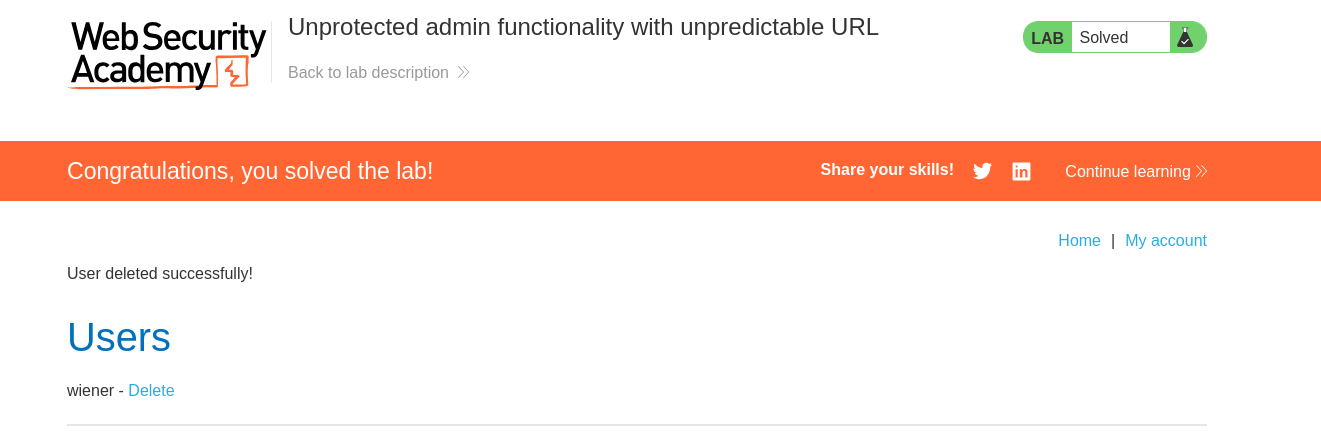 Web Security
Academy
Unprotected admin functionality with unpredictable URL
Back to lab description
LAB Solved
Congratulations, you solved the lab!
Share your skills!
Continue learning
Home | My account
User deleted successfully!
Users
wiener - Delete